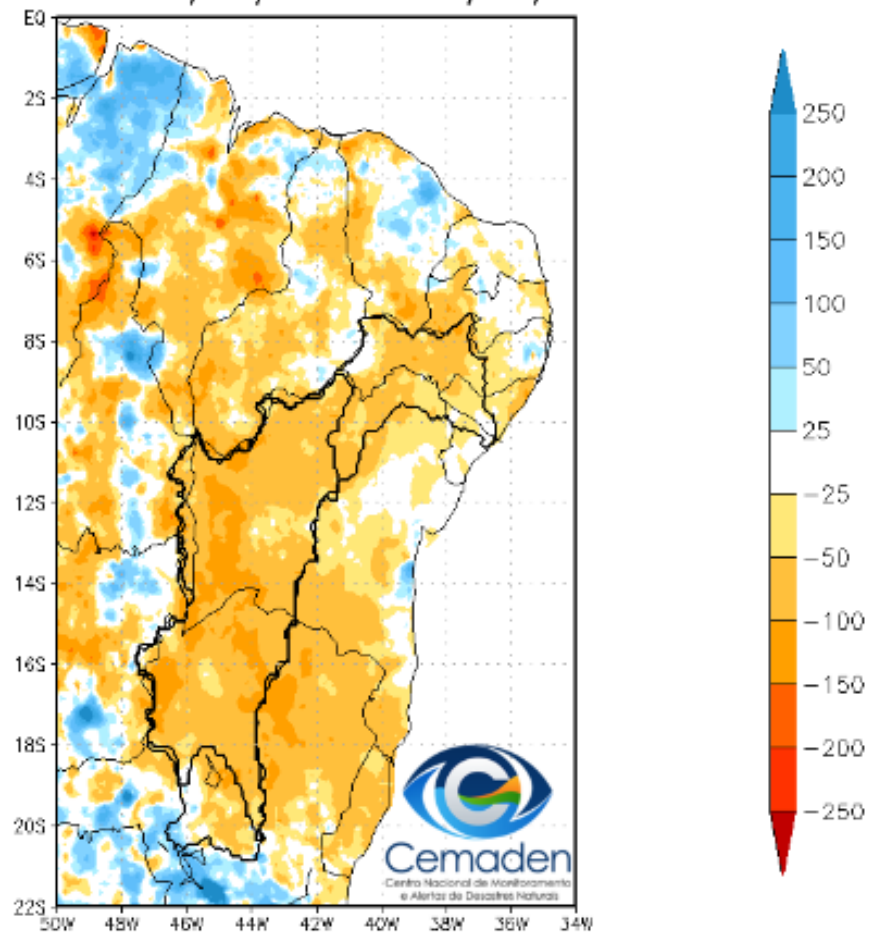 EQ
2S
4S
6S
8S
10S
12S
14S
16S
18S
20S
22S
50W 48W 46W 44W 42W 40W 38W 36W 34W
250
200
150
100
50
25
-25
-50
-100
-150
-200
-250
Cemaden
Centro Nacional de Monitoramento
e Alertas de Desastres Naturais